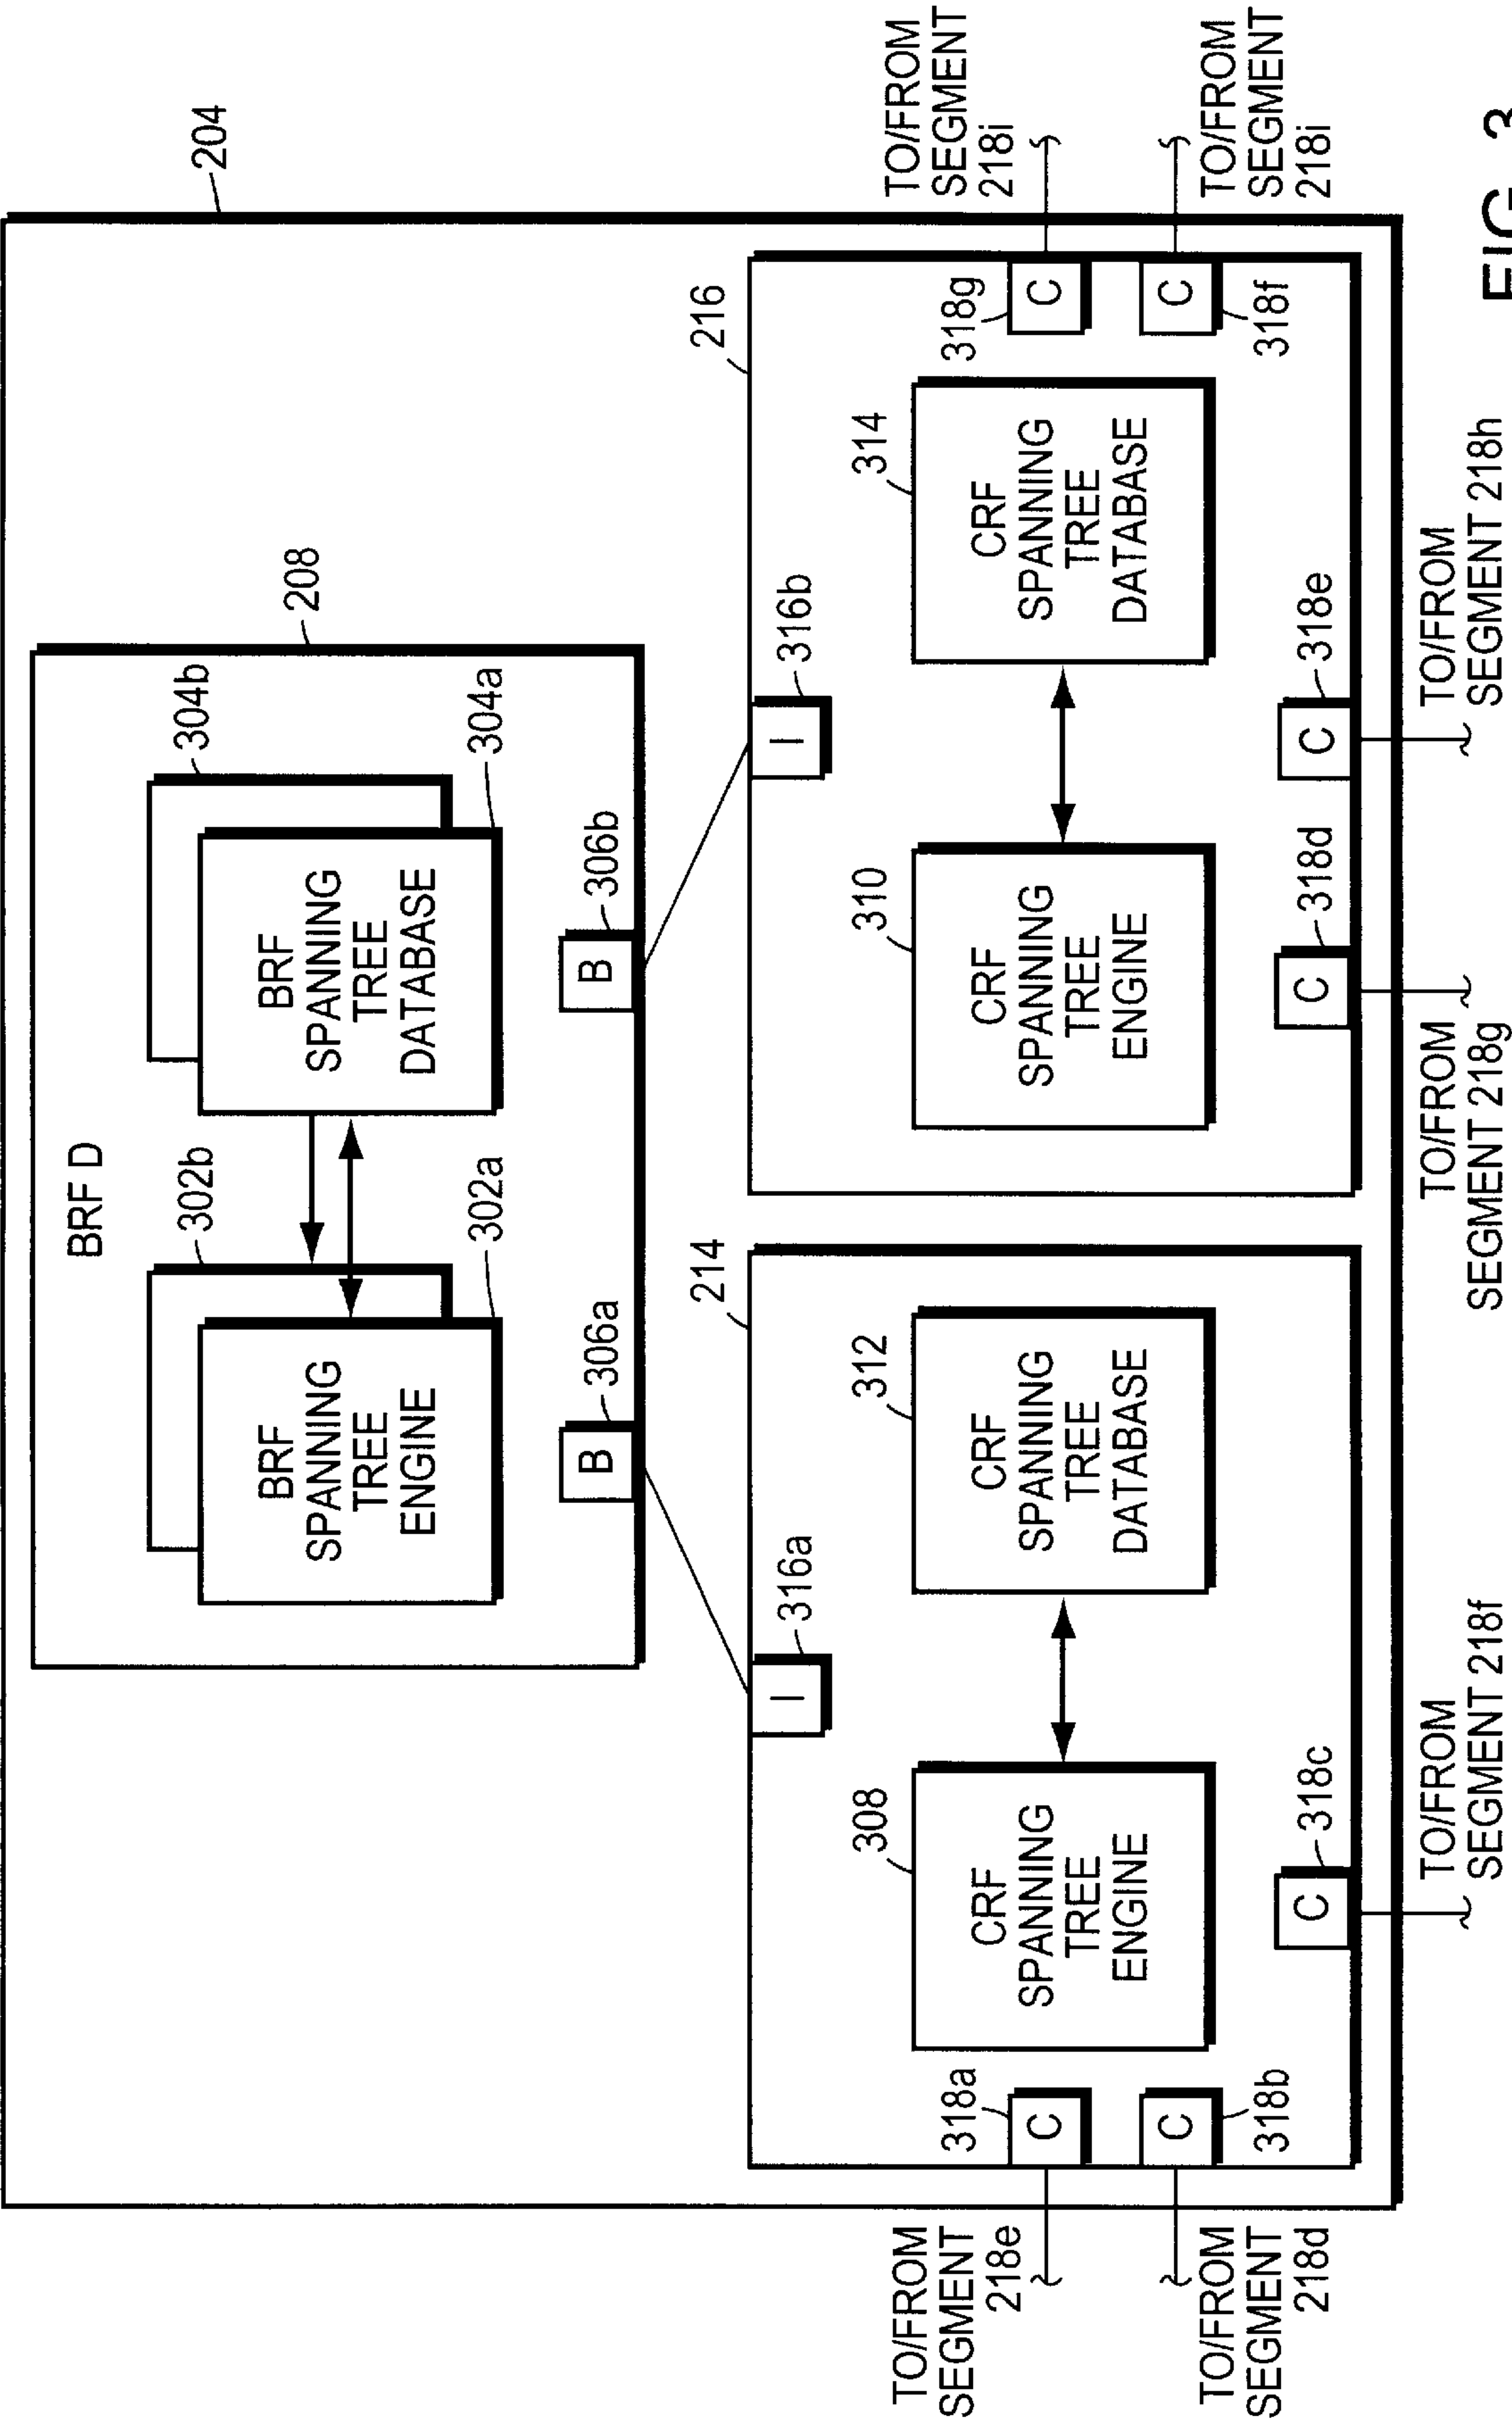 204
208
BRF D
302b
304b
BRF
SPANNING
TREE
ENGINE
BRF
SPANNING
TREE
DATABASE
302a
304a
B
306a
B
306b
214
216
I
316a
I
316b
308
312
310
314
CRF
SPANNING
TREE
ENGINE
CRF
SPANNING
TREE
DATABASE
CRF
SPANNING
TREE
ENGINE
CRF
SPANNING
TREE
DATABASE
318a
C
C
318b
C
318c
C
318d
C
318e
318g
C
C
318f
TO/FROM
SEGMENT
218e
TO/FROM
SEGMENT
218d
TO/FROM
SEGMENT 218f
TO/FROM
SEGMENT 218g
TO/FROM
SEGMENT 218h
TO/FROM
SEGMENT
218i
TO/FROM
SEGMENT
218i
FIG. 3